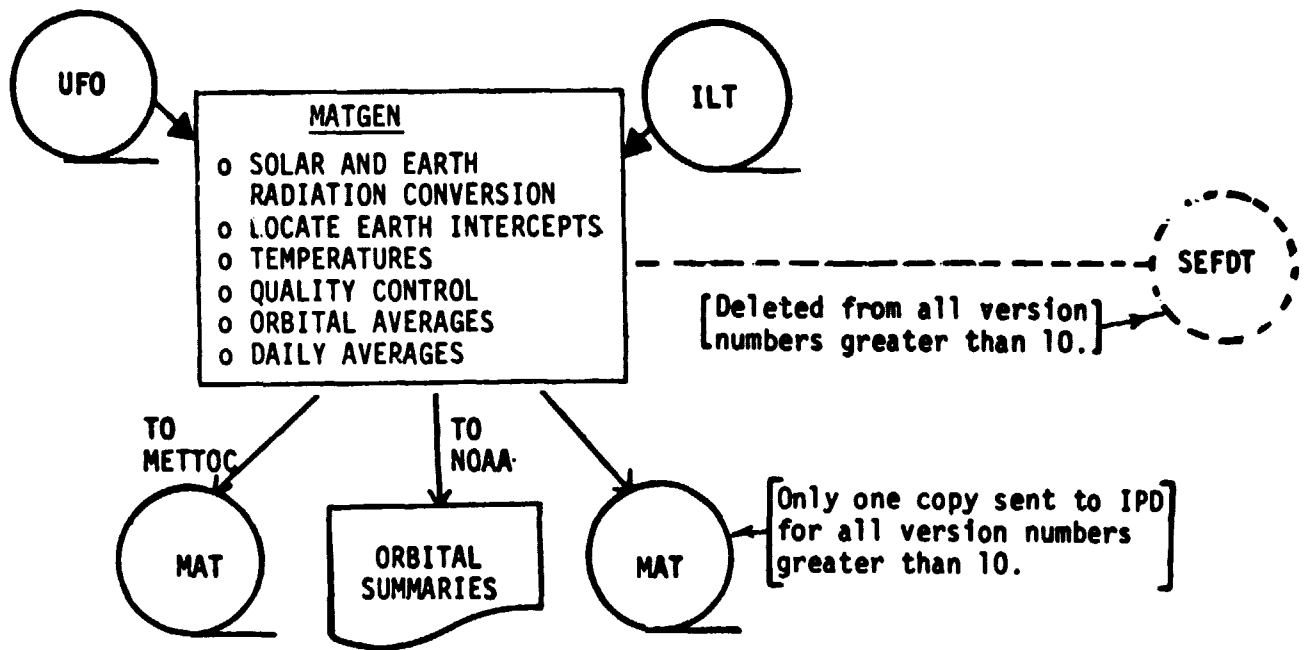 UFO
ILT
MATGEN
o SOLAR AND EARTH
RADIATION CONVERSION
o LOCATE EARTH INTERCEPTS
o TEMPERATURES
o QUALITY CONTROL
o ORBITAL AVERAGES
o DAILY AVERAGES
SEFDT
[Deleted from all version
numbers greater than 10.]
TO
METTOC
TO
NOAA
MAT
ORBITAL
SUMMARIES
MAT
[Only one copy sent to IPD
for all version numbers
greater than 10.]